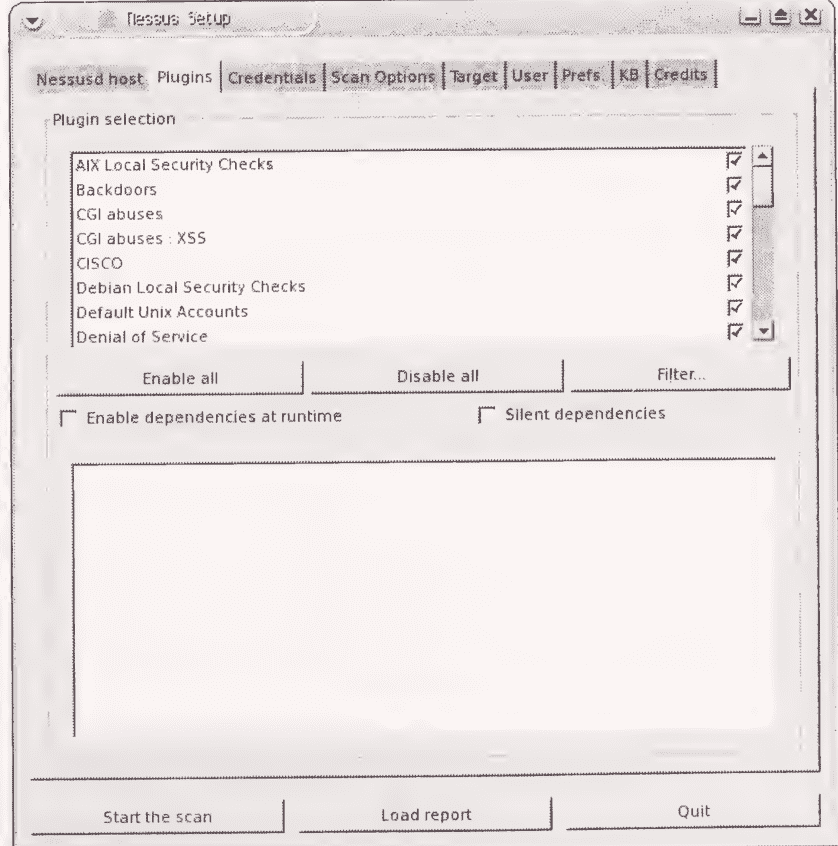 Nessus Setup
Nessusd host Plugins Credentials Scan Options Target User Prefs. KB Credits
Plugin selection
AIX Local Security Checks
Backdoors
CGI abuses
CGI abuses : XSS
CISCO
Debian Local Security Checks
Default Unix Accounts
Denial of Service
Enable all Disable all Filter...
Enable dependencies at runtime Silent dependencies
Start the scan Load report Quit